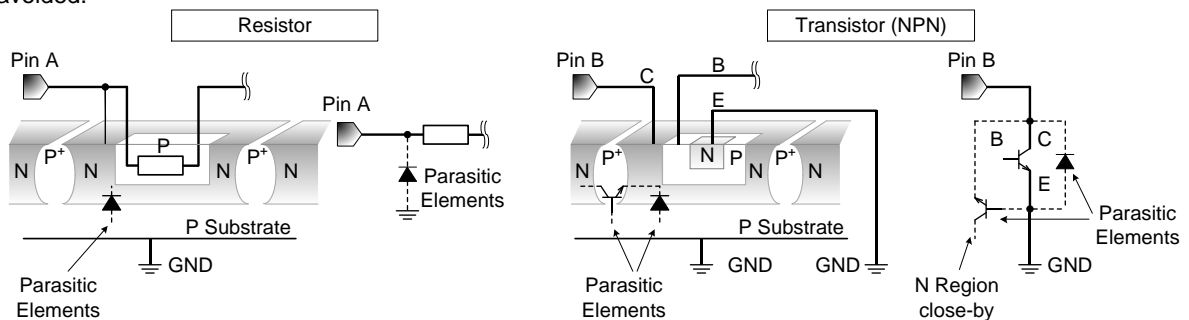 avoided.
Resistor
Transistor (NPN)
Pin A
Pin A
Pin B
C
B
E
Pin B
N
P+
N
P
P+
N
N
Parasitic
Elements
P Substrate
GND
Parasitic
Elements
N
P+
N
N
P
P+
N
N
P Substrate
GND
GND
Parasitic
Elements
B
C
E
Parasitic
Elements
GND
N Region
close-by